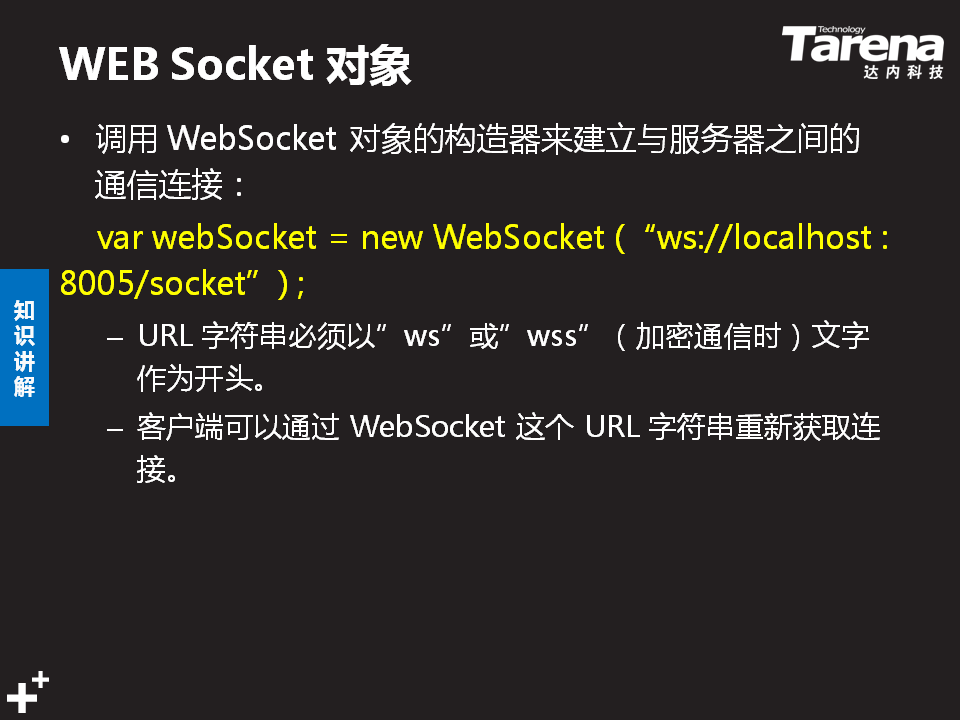 WEB Socket 对象
Technology
Tarena
达内科技
• 调用 WebSocket 对象的构造器来建立与服务器之间的
通信连接：
var webSocket = new WebSocket (“ws://localhost :
8005/socket” ) ;
– URL 字符串必须以”ws”或”wss”（加密通信时）文字
作为开头。
– 客户端可以通过 WebSocket 这个 URL 字符串重新获取连
接。
知
识
讲
解